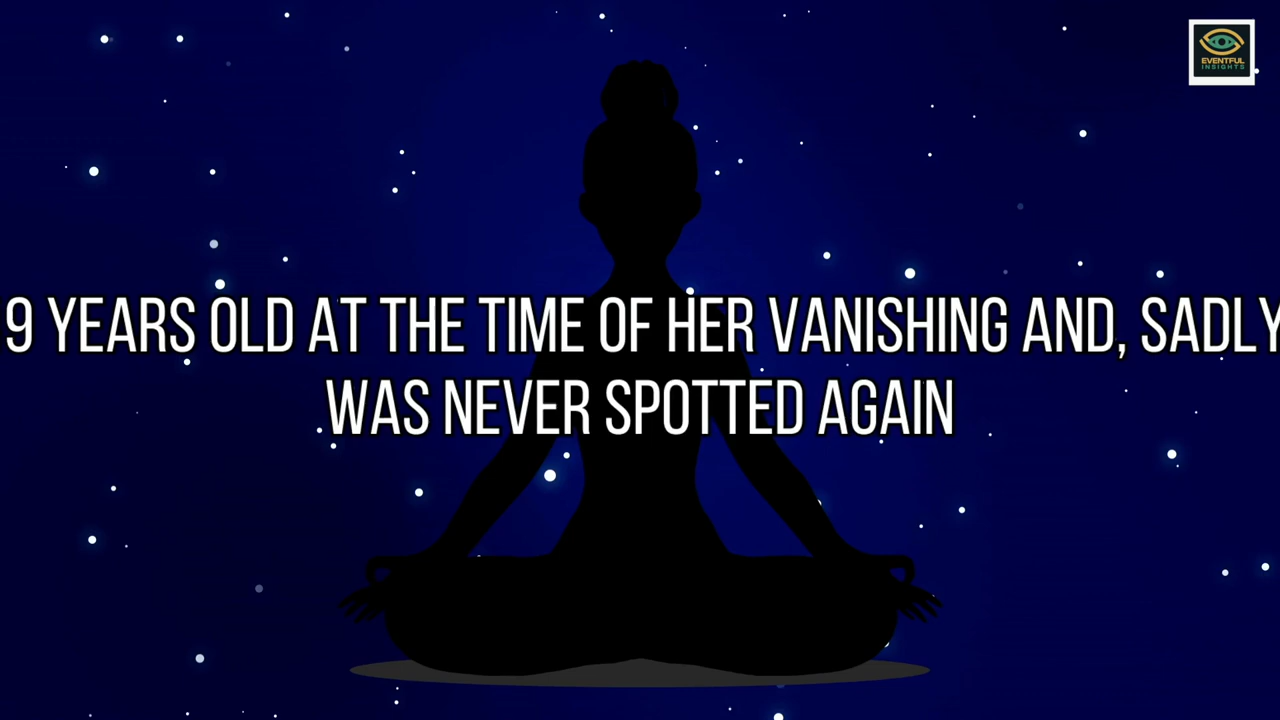 9 YEARS OLD AT THE TIME OF HER VANISHING AND, SADLY
WAS NEVER SPOTTED AGAIN
EVENTFUL
INSIGHTS